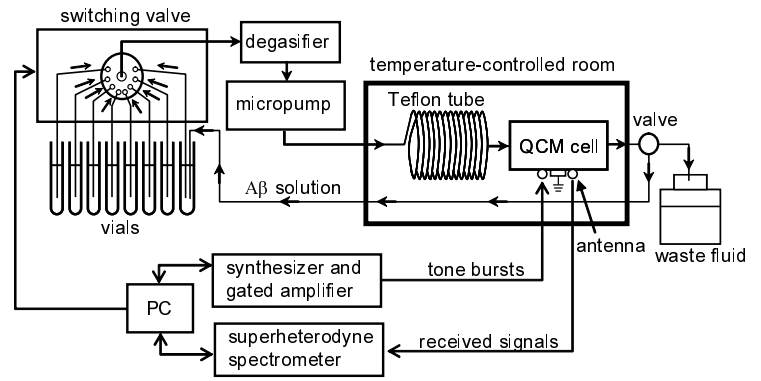 switching valve
degasifier
temperature-controlled room
micropump
Teflon tube
valve
QCM cell
Aβ solution
vials
antenna
waste fluid
synthesizer and
gated amplifier
tone bursts
PC
superheterodyne
spectrometer
received signals